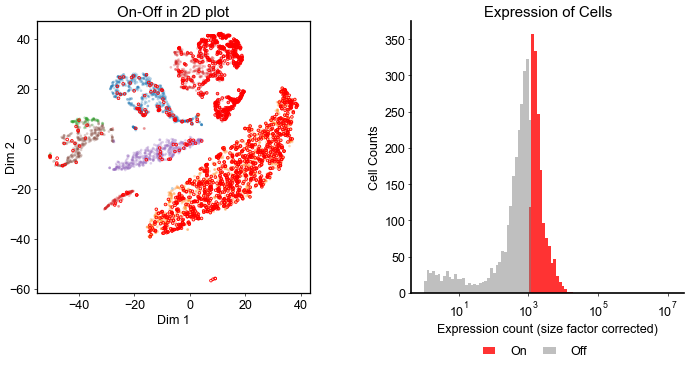 On-Off in 2D plot
Dim 2
40
20
0
−20
−40
−60
−40
−20
0
20
40
Dim 1
Expression of Cells
Cell Counts
350
300
250
200
150
100
50
0
10^1
10^3
10^5
10^7
Expression count (size factor corrected)
On
Off